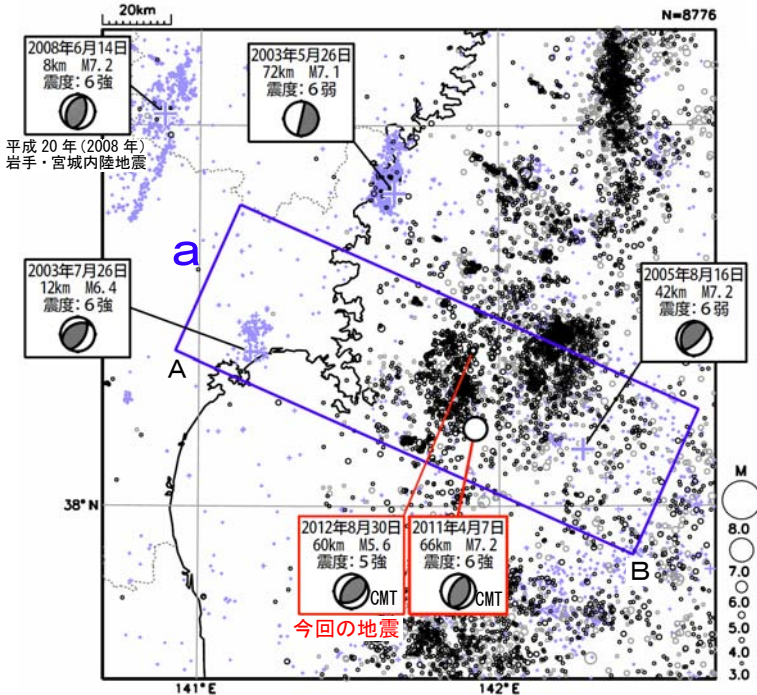 20km
N=8776
2008年6月14日
8km M7.2
震度:6強
平成20年(2008年)
岩手・宮城内陸地震
2003年5月26日
72km M7.1
震度:6弱
a
2003年7月26日
12km M6.4
震度:6強
2005年8月16日
42km M7.2
震度:6弱
A
38°N
2012年8月30日
60km M5.6
震度:5強
CMT
今回の地震
2011年4月7日
66km M7.2
震度:6強
CMT
B
M
8.0
7.0
6.0
5.0
4.0
3.0
141°E
142°E